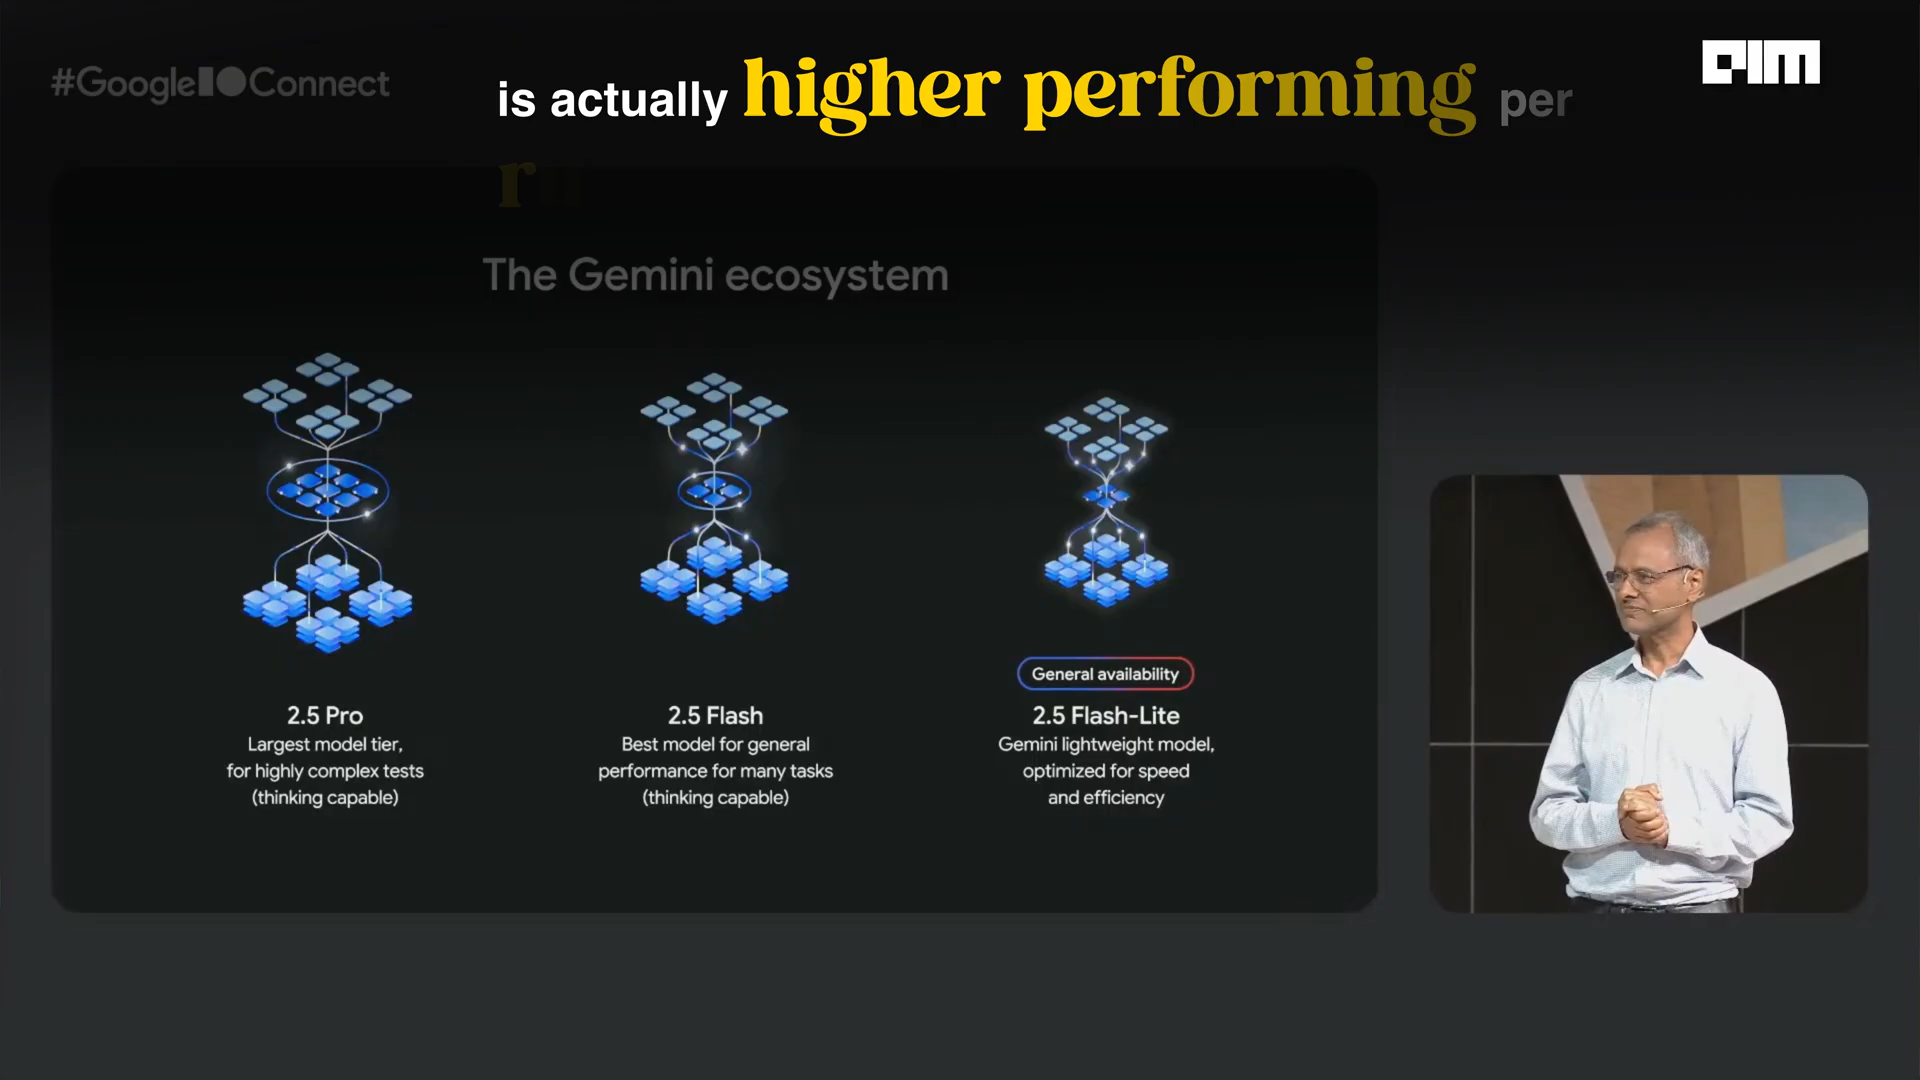 #GoogleIOConnect
is actually higher performing per
AIM
The Gemini ecosystem
General availability
2.5 Pro
Largest model tier,
for highly complex tests
(thinking capable)
2.5 Flash
Best model for general
performance for many tasks
(thinking capable)
2.5 Flash-Lite
Gemini lightweight model,
optimized for speed
and efficiency